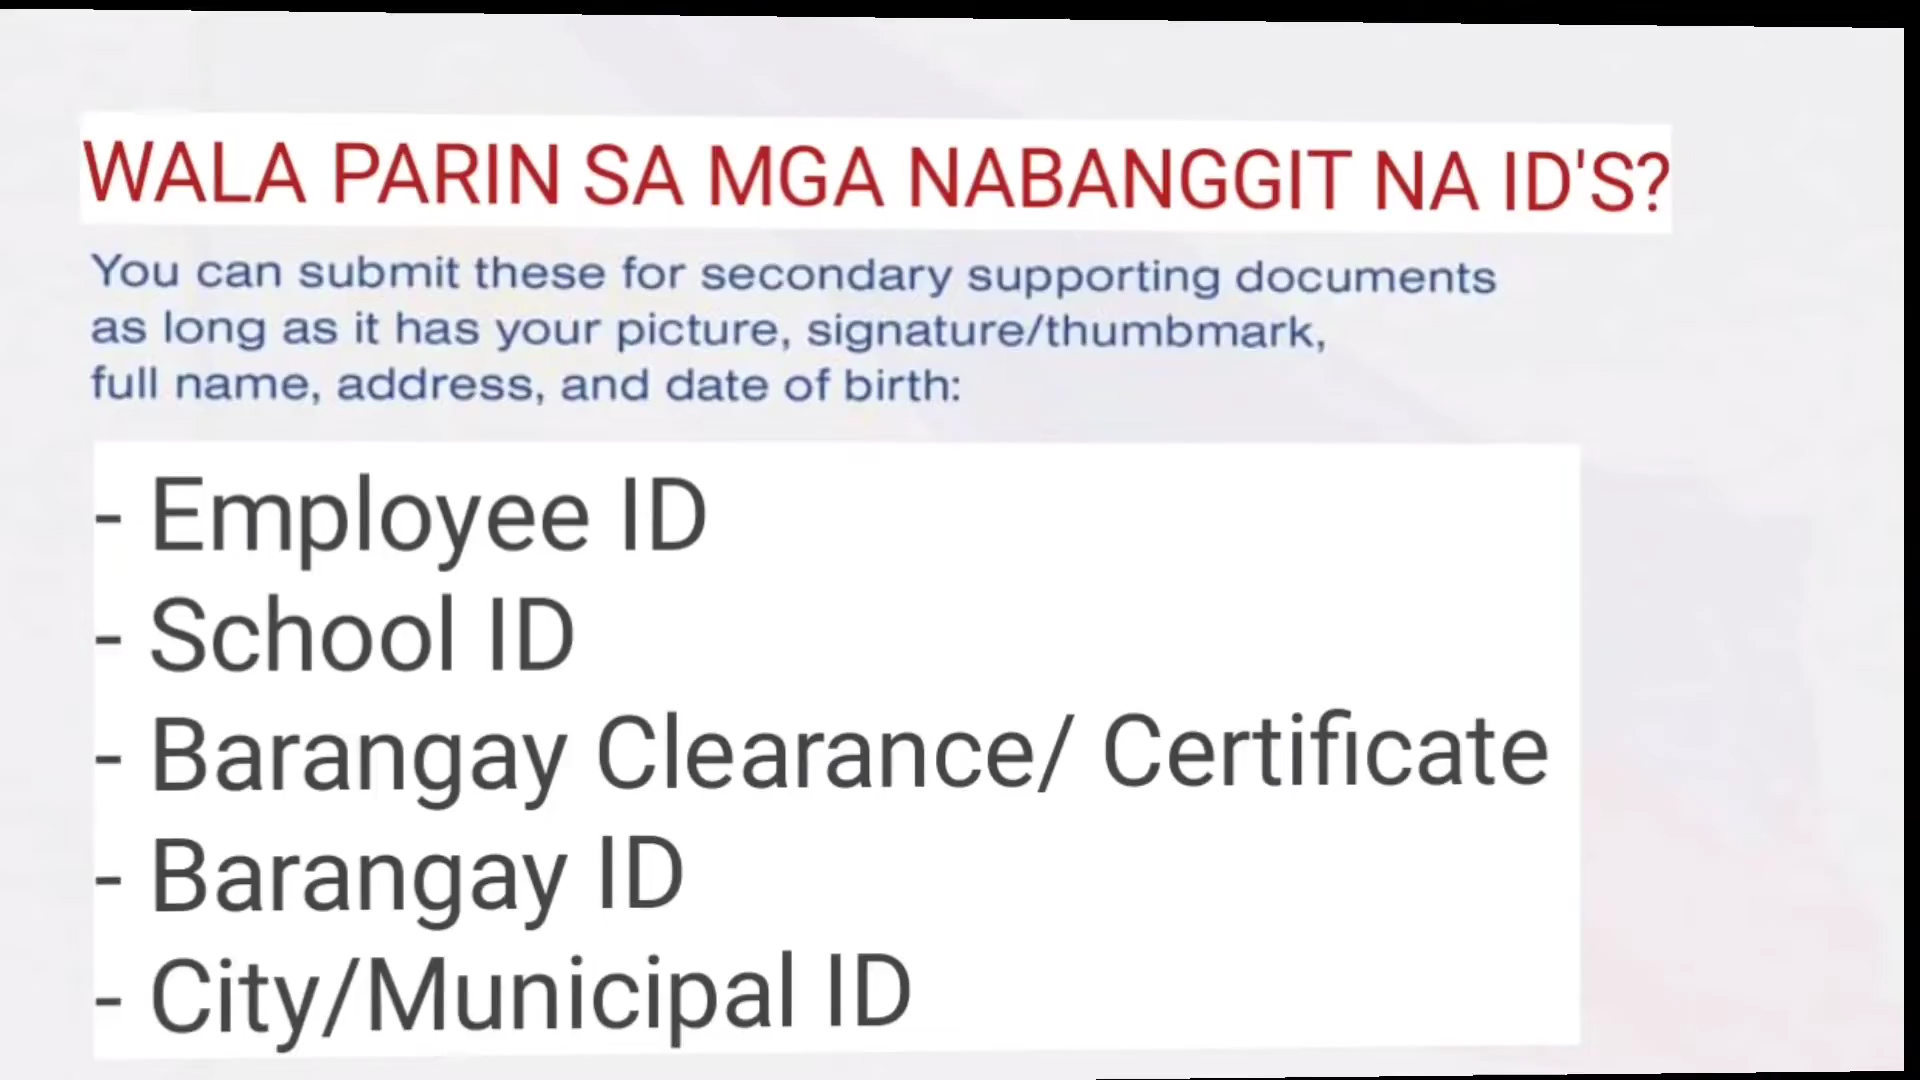 WALA PARIN SA MGA NABANGGIT NA ID'S?
You can submit these for secondary supporting documents
as long as it has your picture, signature/thumbmark,
full name, address, and date of birth:
- Employee ID
- School ID
- Barangay Clearance/ Certificate
- Barangay ID
- City/Municipal ID